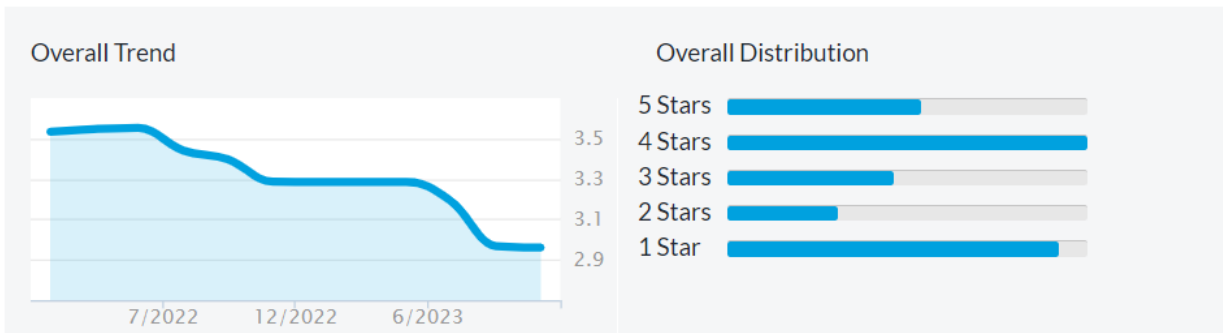 Overall Trend
3.5
3.3
3.1
2.9
7/2022 12/2022 6/2023
Overall Distribution
5 Stars
4 Stars
3 Stars
2 Stars
1 Star